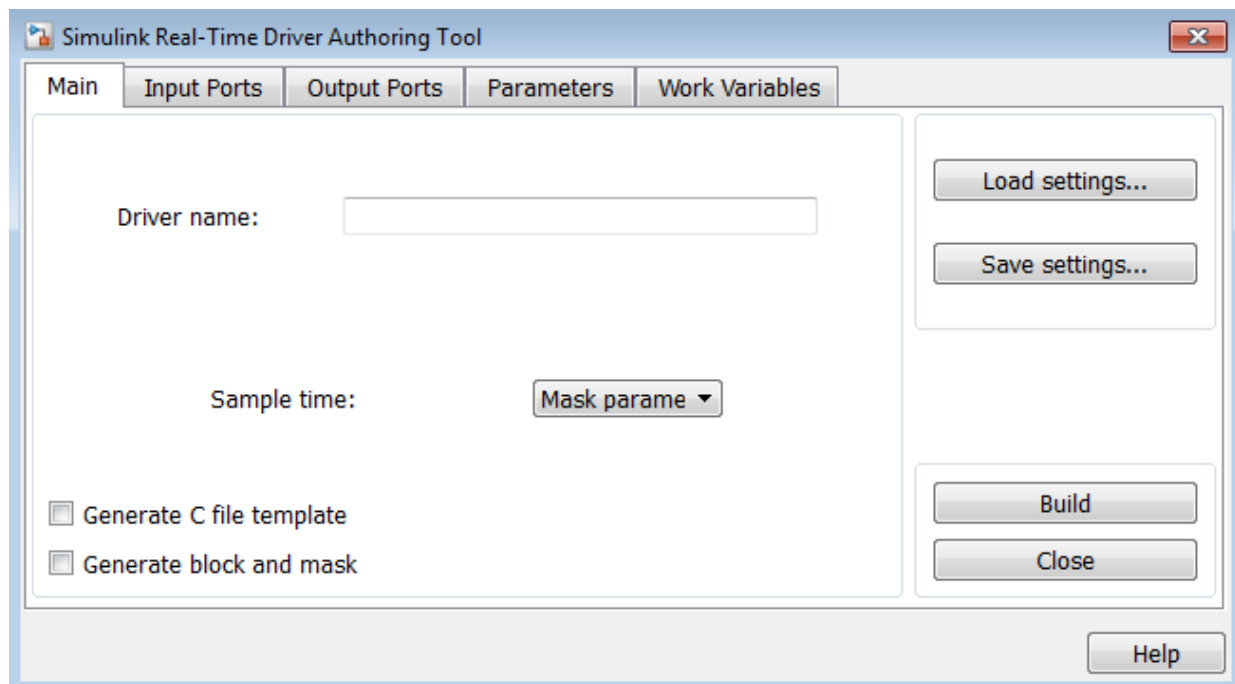 Simulink Real-Time Driver Authoring Tool
Main Input Ports Output Ports Parameters Work Variables
Load settings...
Driver name:
Save settings...
Sample time: Mask parame
Generate C file template
Build
Generate block and mask
Close
Help